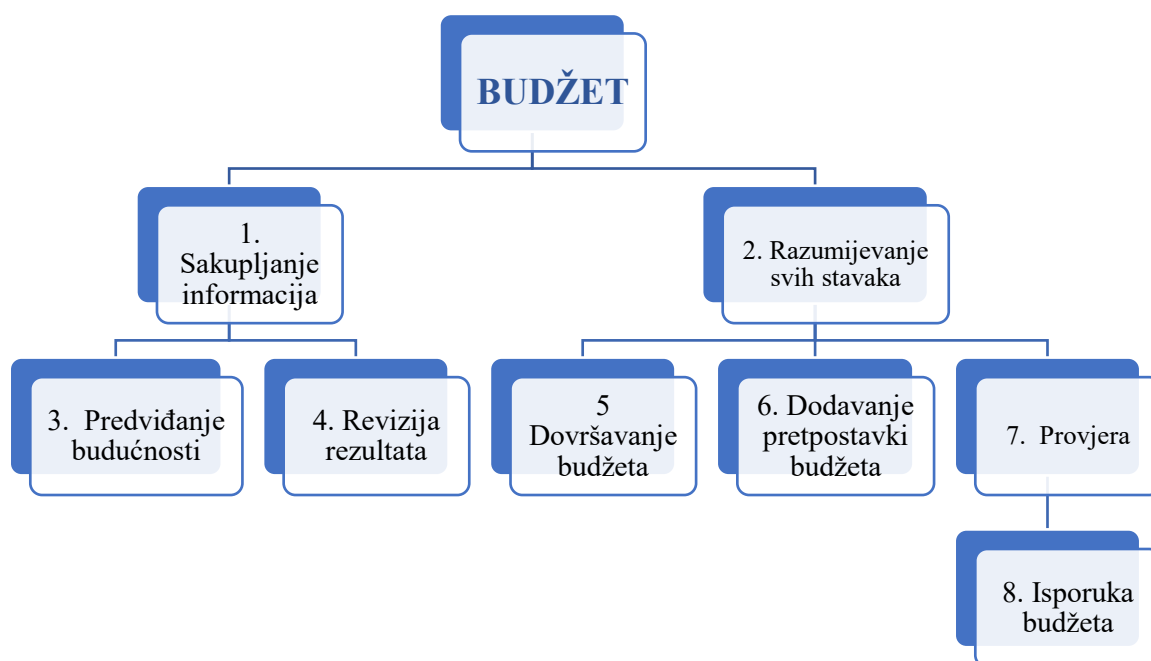 BUDŽET
1.
Sakupljanje
informacija
2. Razumijevanje
svih stavaka
3. Predviđanje
budućnosti
4. Revizija
rezultata
5
Dovršavanje
budžeta
6. Dodavanje
pretpostavki
budžeta
7. Provjera
8. Isporuka
budžeta